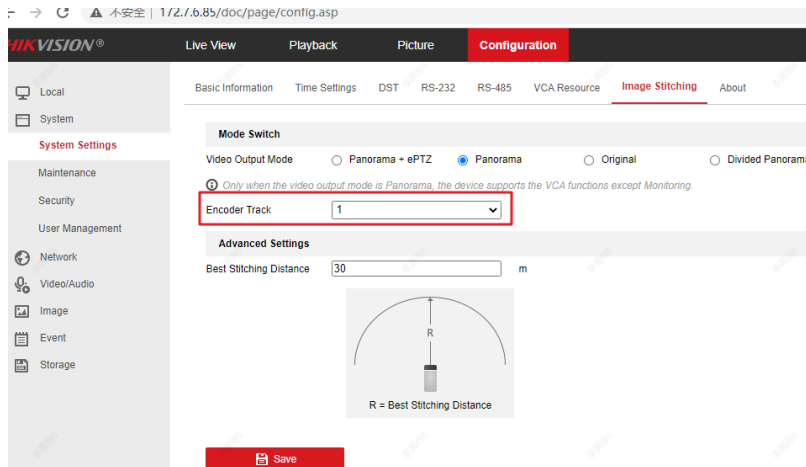 不安全 | 172.7.6.85/doc/page/config.asp
HIKVISION® Live View Playback Picture Configuration
Basic Information Time Settings DST RS-232 RS-485 VCA Resource Image Stitching About
Local
System
System Settings
Maintenance
Security
User Management
Network
Video/Audio
Image
Event
Storage
Mode Switch
Video Output Mode Panorama + ePTZ Panorama Original Divided Panorama
Only when the video output mode is Panorama, the device supports the VCA functions except Monitoring.
Encoder Track 1
Advanced Settings
Best Stitching Distance 30 m
R
R = Best Stitching Distance
Save